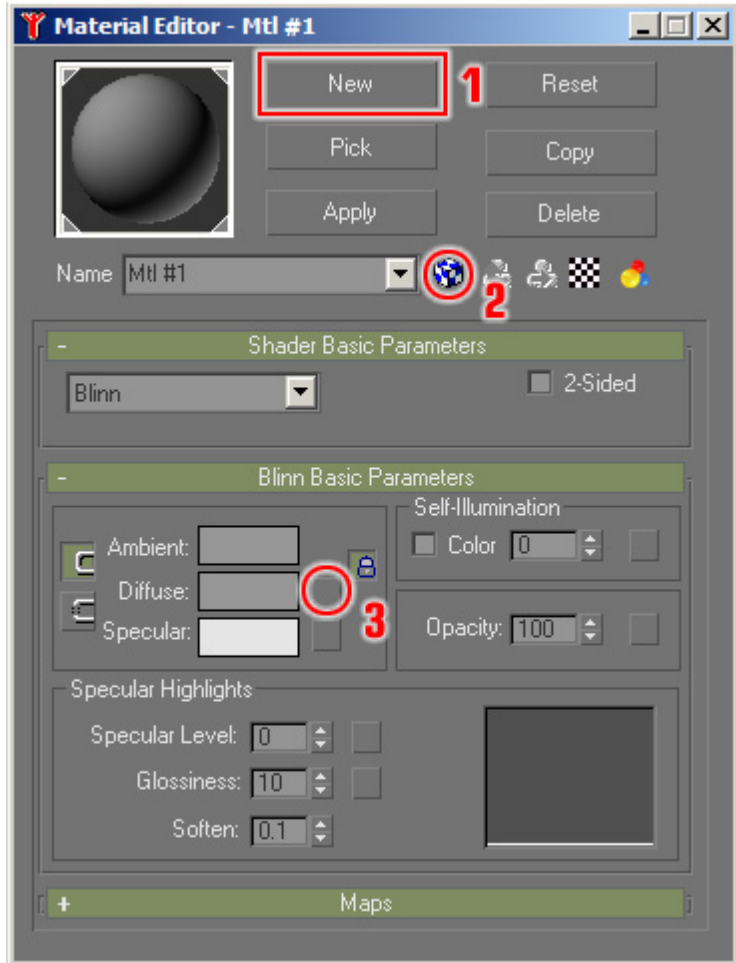 Material Editor - Mtl #1
New
1
Reset
Pick
Copy
Apply
Delete
Name Mtl #1
2
- Shader Basic Parameters
Blinn
2-Sided
- Blinn Basic Parameters
Self-Illumination
Ambient:
Color 0
Diffuse:
3
Specular:
Opacity: 100
Specular Highlights
Specular Level: 0
Glossiness: 10
Soften: 0.1
+ Maps